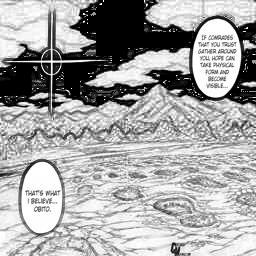 IF COMRADES
THAT YOU TRUST
GATHER AROUND
YOU, HOPE CAN
TAKE PHYSICAL
FORM AND
BECOME
VISIBLE...
THAT'S WHAT
I BELIEVE...
OBITO.